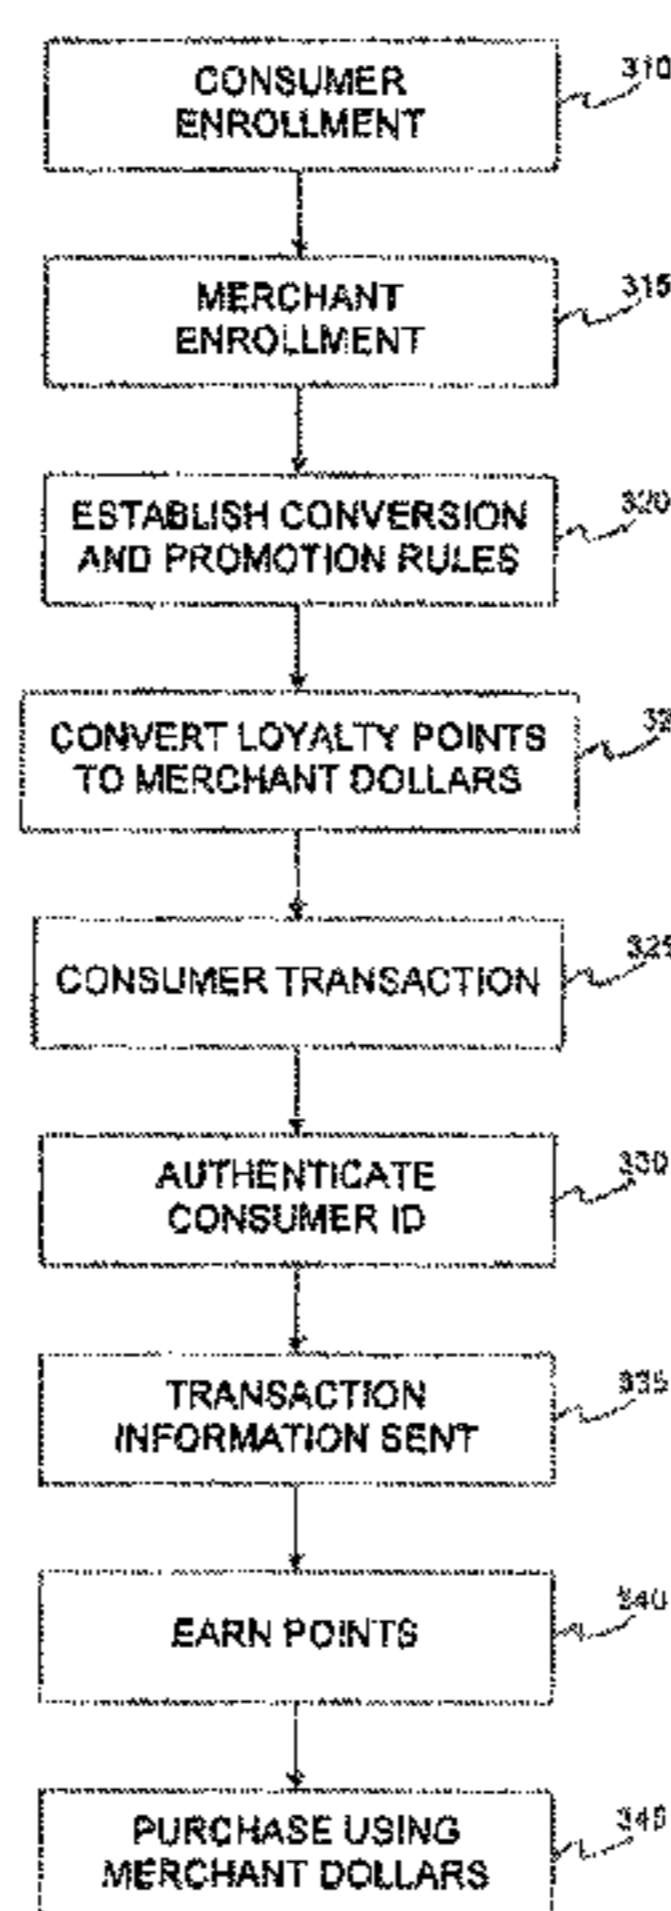 CONSUMER
ENROLLMENT
310
MERCHANT
ENROLLMENT
315
ESTABLISH CONVERSION
AND PROMOTION RULES
320
CONVERT LOYALTY POINTS
TO MERCHANT DOLLARS
CONSUMER TRANSACTION
325
AUTHENTICATE
CONSUMER ID
330
TRANSACTION
INFORMATION SENT
335
EARN POINTS
340
PURCHASE USING
MERCHANT DOLLARS
345